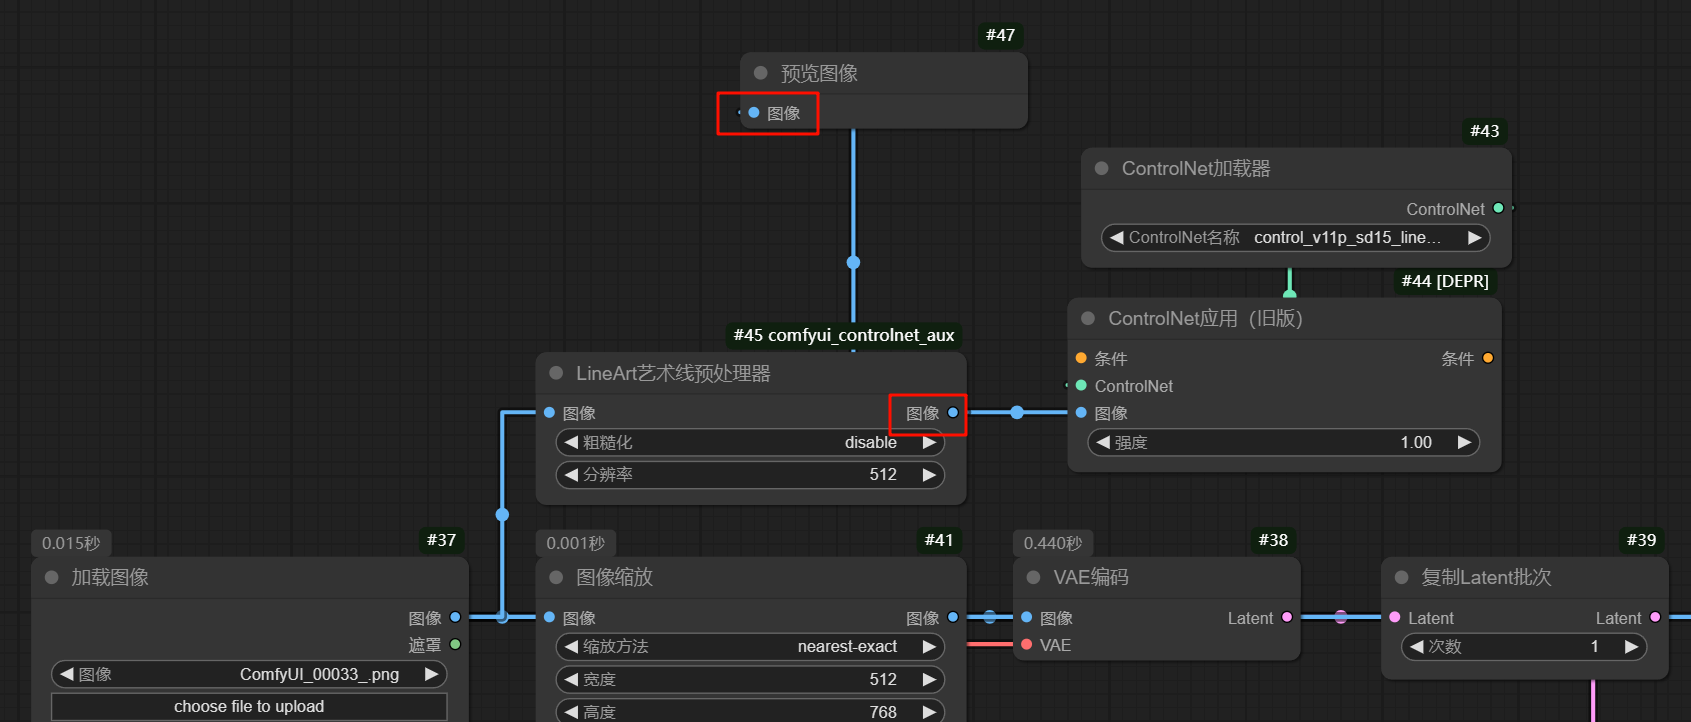 #47
预览图像
图像
#43
ControlNet加载器
ControlNet
ControlNet名称 control_v11p_sd15_line...
#44 [DEPR]
ControlNet应用（旧版）
条件 条件
ControlNet
图像
强度 1.00
#45 comfyui_controlnet_aux
LineArt艺术线预处理器
图像 图像
粗糙化 disable
分辨率 512
0.015秒 #37
加载图像
图像
遮罩
图像 ComfyUI_00033_.png
choose file to upload
0.001秒 #41
图像缩放
图像 图像
缩放方法 nearest-exact
宽度 512
高度 768
0.440秒 #38
VAE编码
图像 Latent
VAE
#39
复制Latent批次
Latent Latent
次数 1